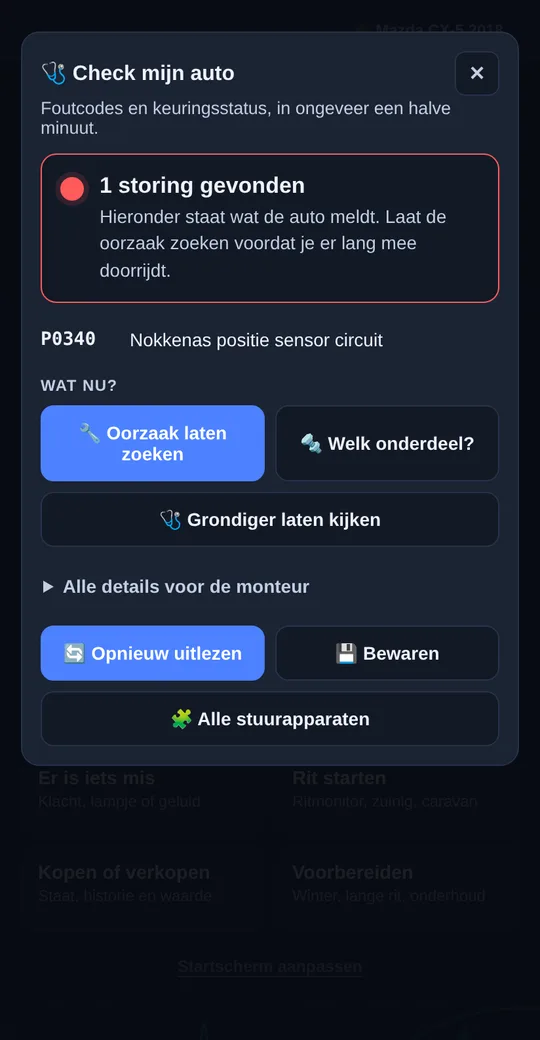 Mazda CX-5 2018
🩺 Check mijn auto
✕
Foutcodes en keuringsstatus, in ongeveer een halve
minuut.
1 storing gevonden
Hieronder staat wat de auto meldt. Laat de
oorzaak zoeken voordat je er lang mee
doorrijdt.
P0340 Nokkenas positie sensor circuit
WAT NU?
🔧 Oorzaak laten
zoeken
🔩 Welk onderdeel?
🩺 Grondiger laten kijken
▶ Alle details voor de monteur
🔄 Opnieuw uitlezen
💾 Bewaren
🧩 Alle stuurapparaten
Er is iets mis
Klacht, lampje of geluid
Rit starten
Ritmonitor, zuinig, caravan
Kopen of verkopen
Staat, historie en waarde
Voorbereiden
Winter, lange rit, onderhoud
Startscherm aanpassen